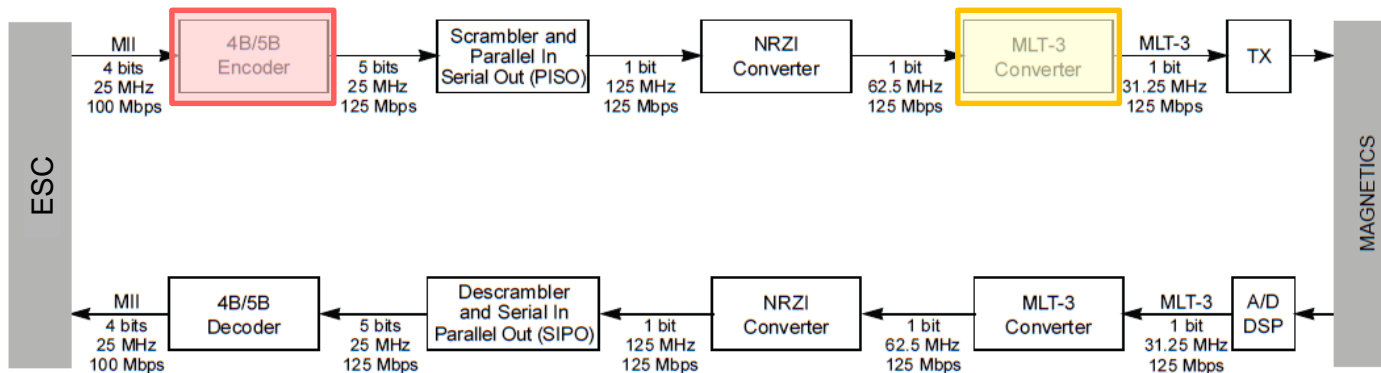 ESC
MII
4 bits
25 MHz
100 Mbps
4B/5B
Encoder
5 bits
25 MHz
125 Mbps
Scrambler and
Parallel In
Serial Out (PISO)
1 bit
125 MHz
125 Mbps
NRZI
Converter
1 bit
62.5 MHz
125 Mbps
MLT-3
Converter
MLT-3
1 bit
31.25 MHz
125 Mbps
TX
MAGNETICS
MII
4 bits
25 MHz
100 Mbps
4B/5B
Decoder
5 bits
25 MHz
125 Mbps
Descrambler
and Serial In
Parallel Out (SIPO)
1 bit
125 MHz
125 Mbps
NRZI
Converter
1 bit
62.5 MHz
125 Mbps
MLT-3
Converter
MLT-3
1 bit
31.25 MHz
125 Mbps
A/D
DSP